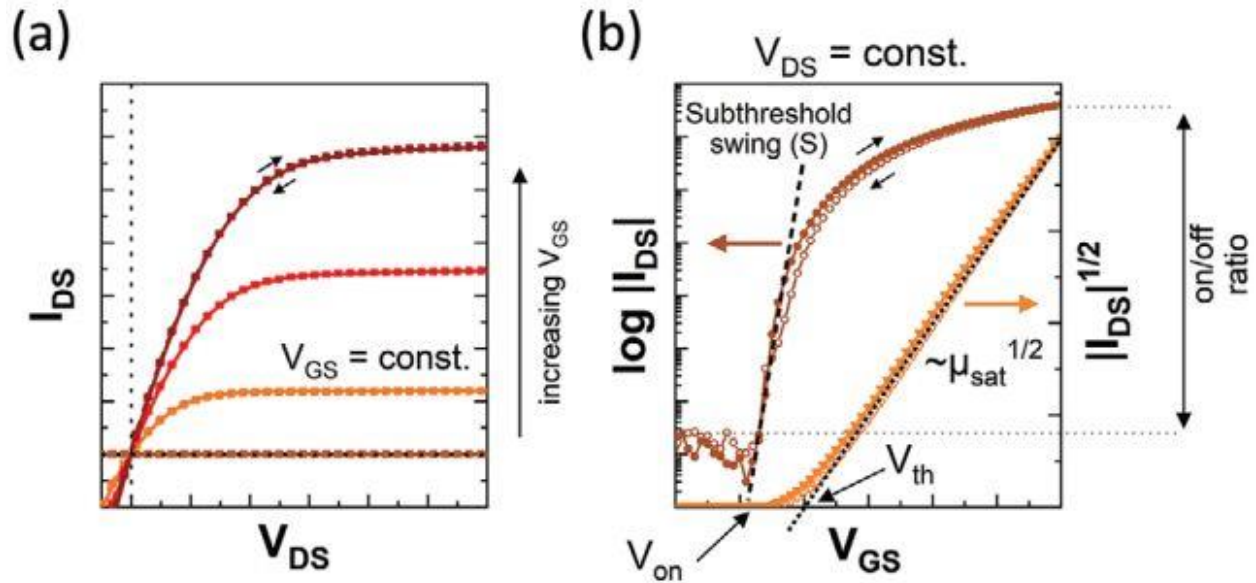 (a)
I_DS
V_GS = const.
increasing V_GS
V_DS
(b)
V_DS = const.
Subthreshold
swing (S)
log |I_DS|
~μ_sat^1/2
|I_DS|^1/2
on/off
ratio
V_th
V_on
V_GS